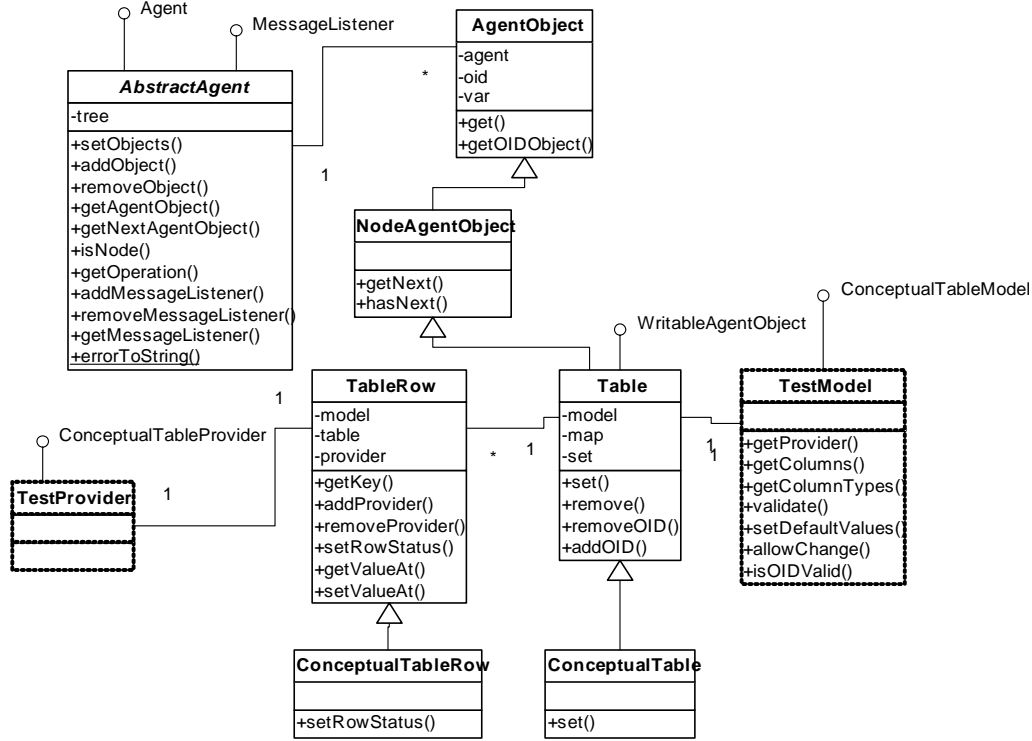 Agent
MessageListener
AbstractAgent
-tree
+setObjects()
+addObject()
+removeObject()
+getAgentObject()
+getNextAgentObject()
+isNode()
+getOperation()
+addMessageListener()
+removeMessageListener()
+getMessageListener()
+errorToString()
AgentObject
-agent
-oid
-var
+get()
+getOIDObject()
*
1
NodeAgentObject
+getNext()
+hasNext()
WritableAgentObject
ConceptualTableModel
TableRow
-model
-table
-provider
+getKey()
+addProvider()
+removeProvider()
+setRowStatus()
+getValueAt()
+setValueAt()
Table
-model
-map
-set
+set()
+remove()
+removeOID()
+addOID()
TestModel
+getProvider()
+getColumns()
+getColumnTypes()
+validate()
+setDefaultValues()
+allowChange()
+isOIDValid()
1
ConceptualTableProvider
TestProvider
1
*
1
1
1
ConceptualTableRow
+setRowStatus()
ConceptualTable
+set()